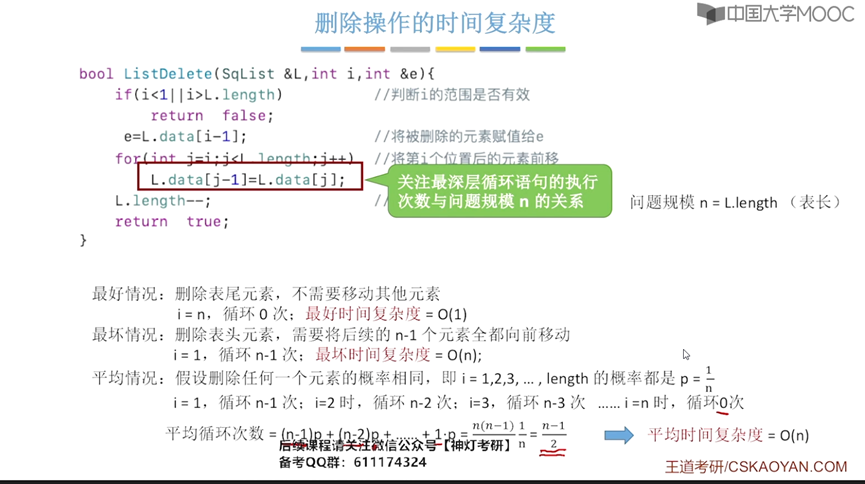 删除操作的时间复杂度
中国大学MOOC
bool ListDelete(SqList &L,int i,int &e){
if(i<1||i>L.length) //判断i的范围是否有效
return false;
e=L.data[i-1]; //将被删除的元素赋值给e
for(int j=i;j<L.length;j++) //将第i个位置后的元素前移
L.data[j-1]=L.data[j];
关注最深层循环语句的执行
次数与问题规模 n 的关系
L.length--; //
问题规模 n = L.length （表长）
return true;
}
最好情况：删除表尾元素，不需要移动其他元素
i = n，循环 0 次；最好时间复杂度 = O(1)
最坏情况：删除表头元素，需要将后续的 n-1 个元素全都向前移动
i = 1，循环 n-1 次；最坏时间复杂度 = O(n);
平均情况：假设删除任何一个元素的概率相同，即 i = 1,2,3, … , length 的概率都是 p = 1/n
i = 1，循环 n-1 次；i=2 时，循环 n-2 次；i=3，循环 n-3 次 …… i =n 时，循环0次
平均循环次数 = (n-1)p + (n-2)p + …… + 1·p = n(n-1)/2 1/n = n-1/2 平均时间复杂度 = O(n)
后续课程请关注微信公众号【神灯考研】
备考QQ群：611174324
王道考研/CSKAOYAN.COM